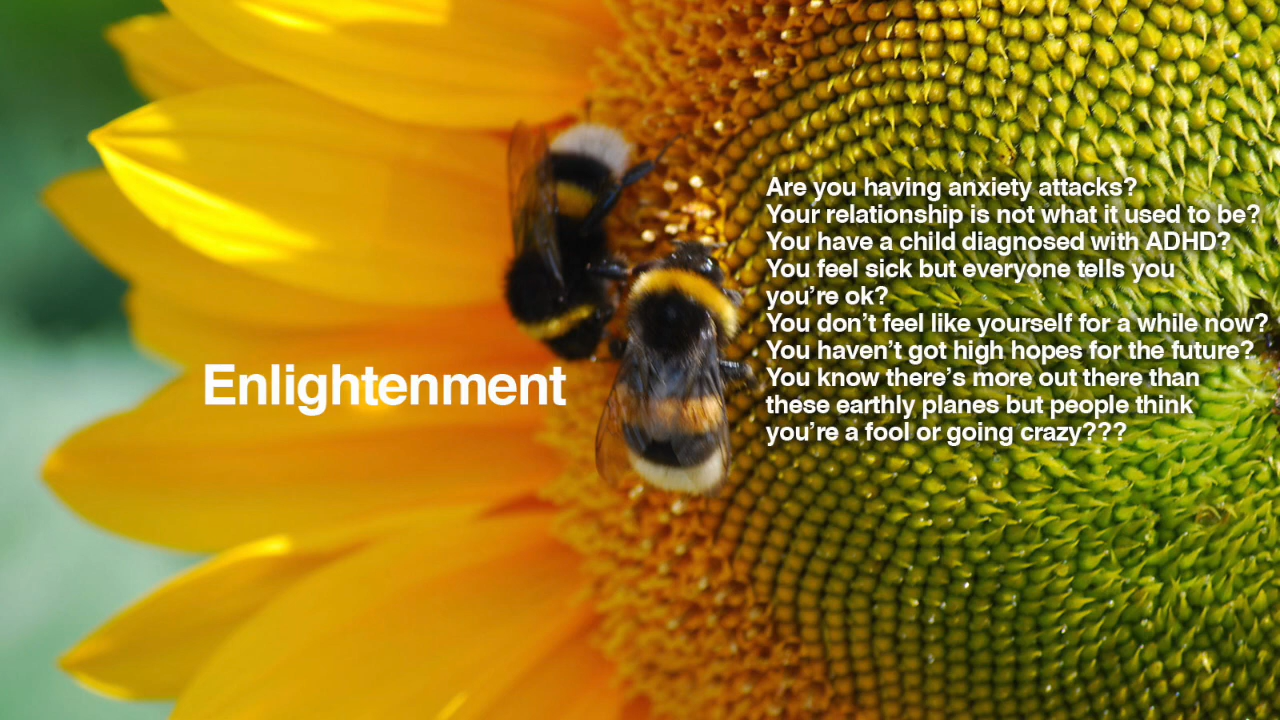 Enlightenment
Are you having anxiety attacks?
Your relationship is not what it used to be?
You have a child diagnosed with ADHD?
You feel sick but everyone tells you
you’re ok?
You don’t feel like yourself for a while now?
You haven’t got high hopes for the future?
You know there’s more out there than
these earthly planes but people think
you’re a fool or going crazy???